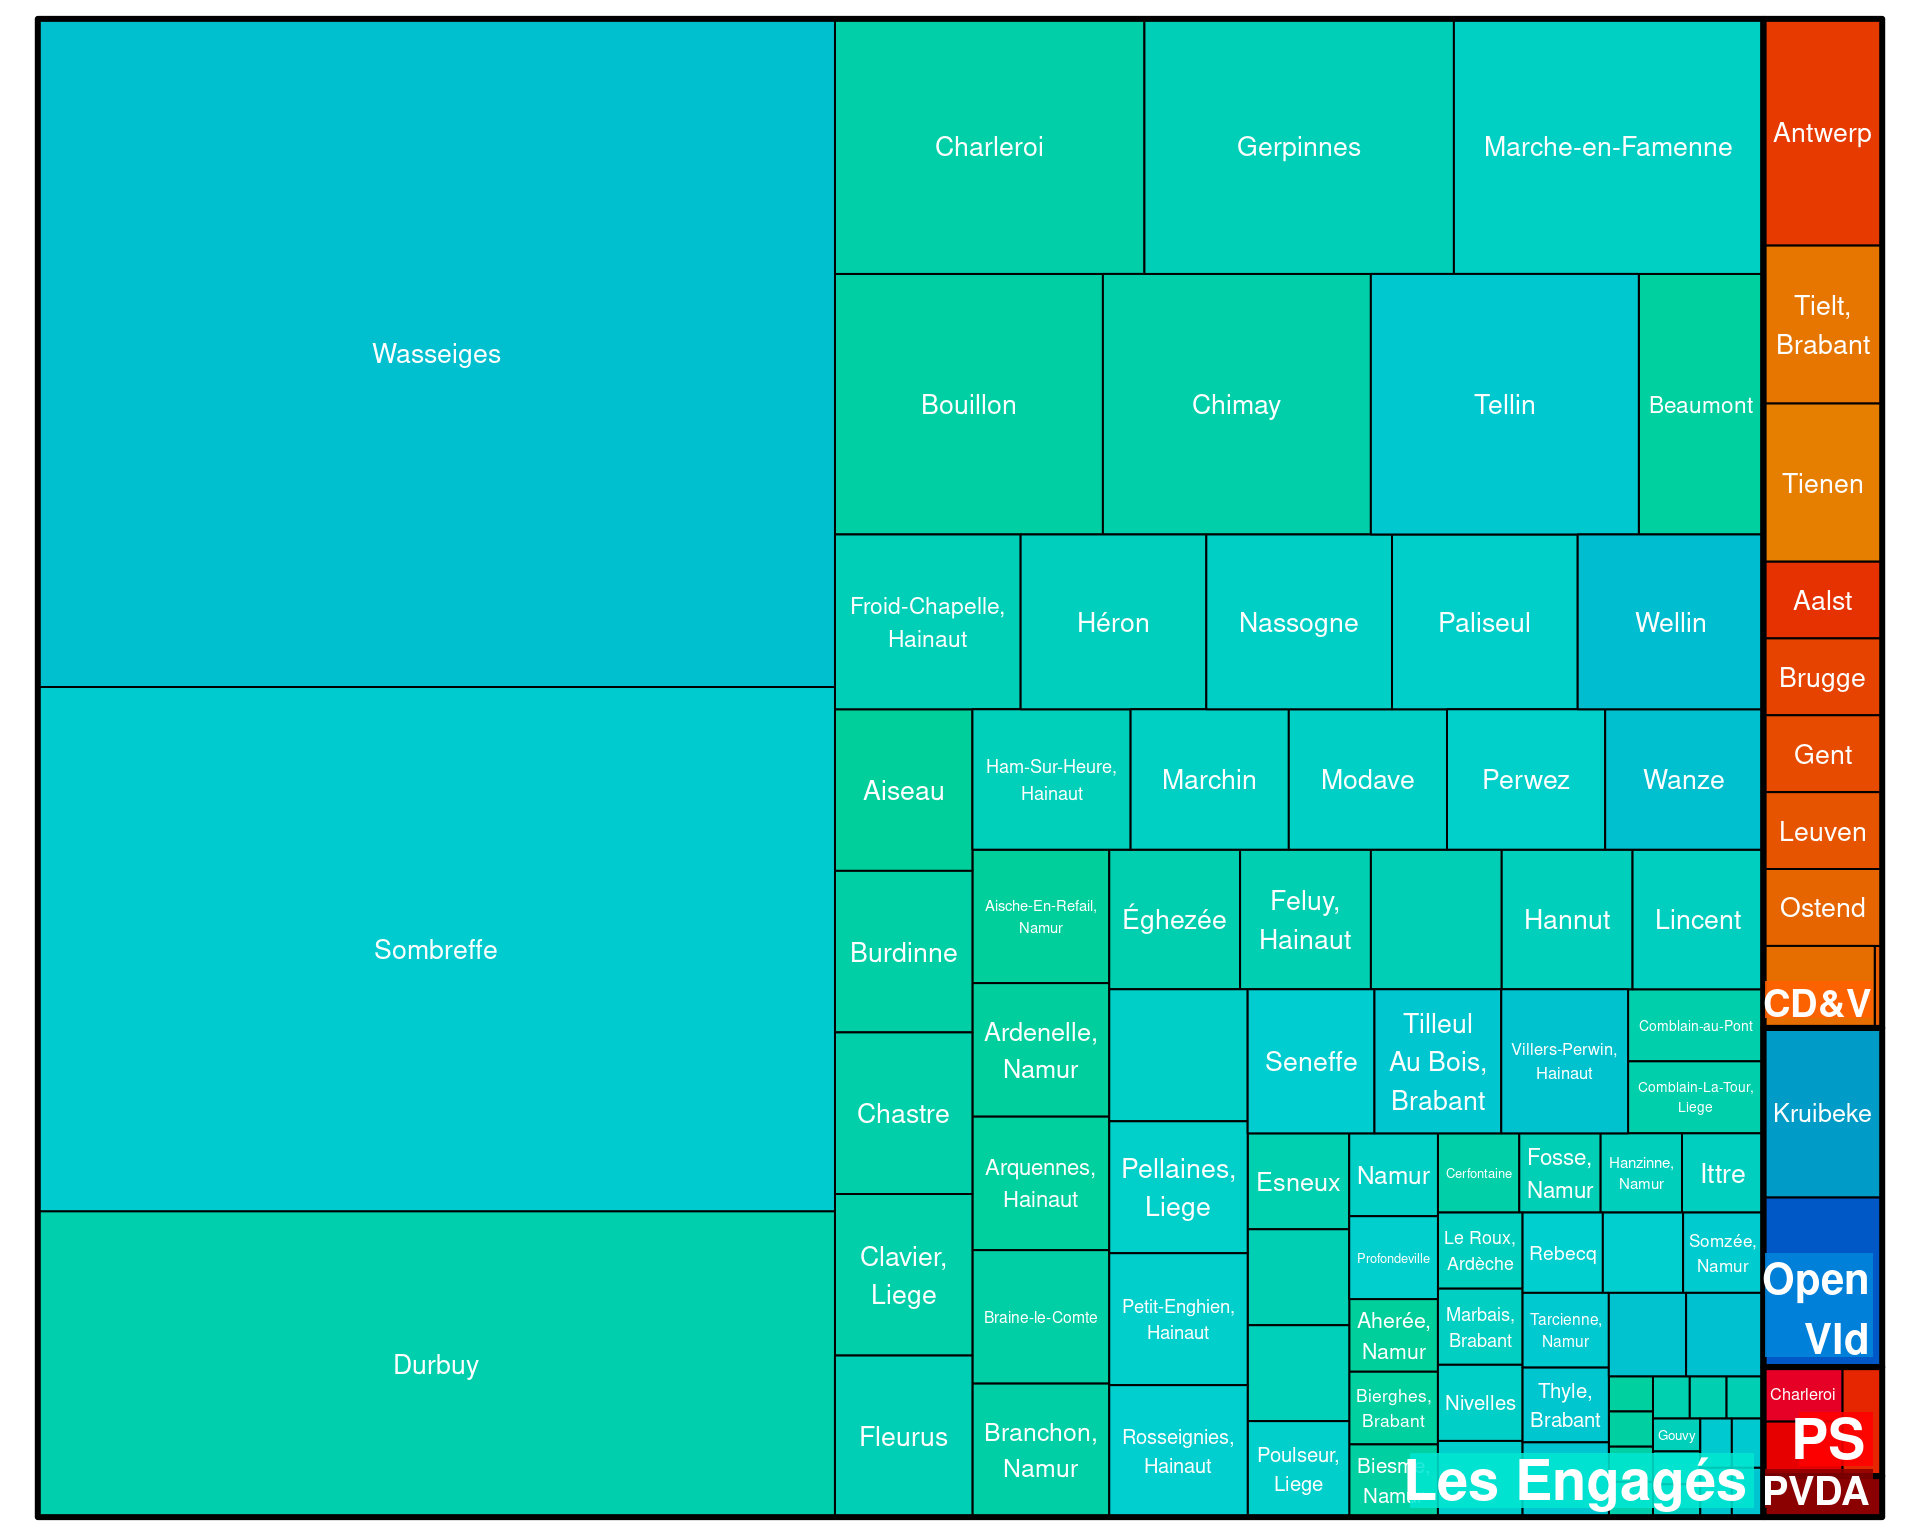 Wasseiges
Sombreffe
Durbuy
Charleroi
Gerpinnes
Marche-en-Famenne
Bouillon
Chimay
Tellin
Beaumont
Froid-Chapelle,
Hainaut
Héron
Nassogne
Paliseul
Wellin
Aiseau
Ham-Sur-Heure,
Hainaut
Marchin
Modave
Perwez
Wanze
Burdinne
Chastre
Clavier,
Liege
Fleurus
Aische-En-Refail,
Namur
Ardenelle,
Namur
Arquennes,
Hainaut
Braine-le-Comte
Branchon,
Namur
Éghezée
Feluy,
Hainaut
Hannut
Lincent
Pellaines,
Liege
Petit-Enghien,
Hainaut
Rosseignies,
Hainaut
Seneffe
Tilleul
Au Bois,
Brabant
Villers-Perwin,
Hainaut
Comblain-au-Pont
Comblain-La-Tour,
Liege
Esneux
Poulseur,
Liege
Namur
Profondeville
Aherée,
Namur
Bierghes,
Brabant
Biesme,
Namur
Cerfontaine
Fosse,
Namur
Hanzinne,
Namur
Ittre
Le Roux,
Ardèche
Marbais,
Brabant
Nivelles
Rebecq
Somzée,
Namur
Tarcienne,
Namur
Thyle,
Brabant
Gouvy
Les Engagés
Antwerp
Tielt,
Brabant
Tienen
Aalst
Brugge
Gent
Leuven
Ostend
CD&V
Kruibeke
Open
Vld
Charleroi
PS
PVDA